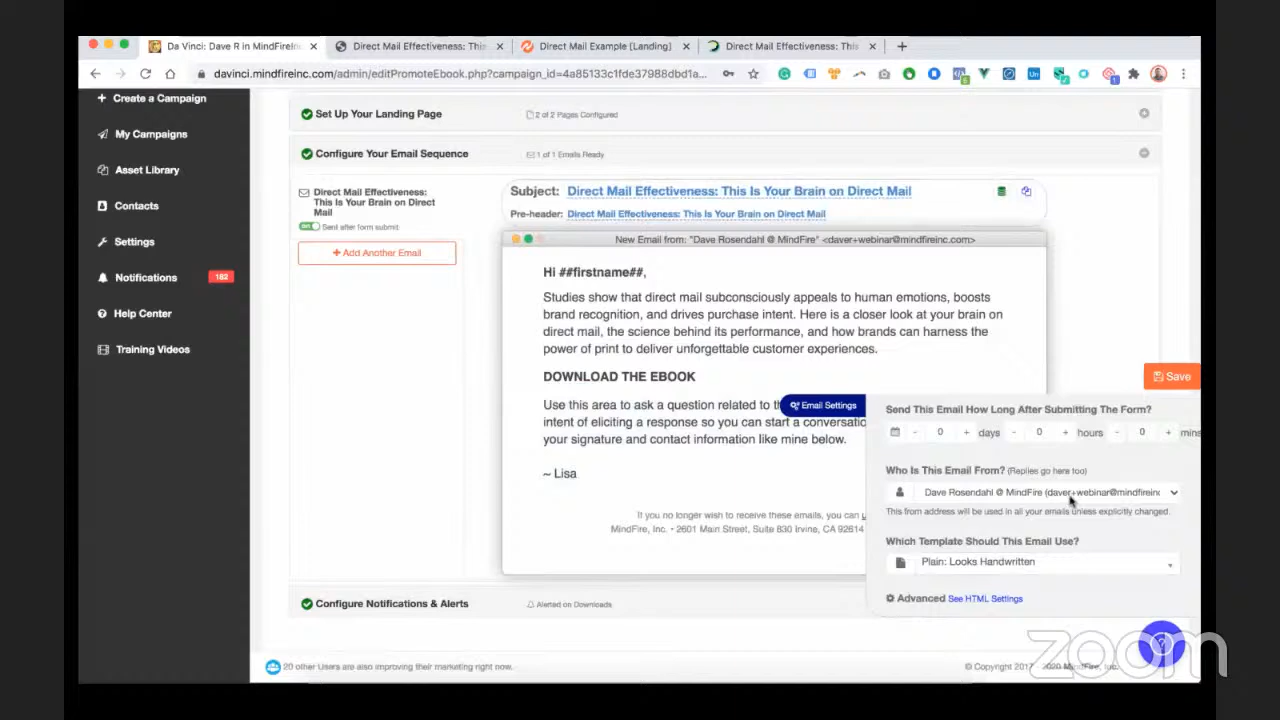 Da Vinci: Dave R in MindFireInc
Direct Mail Effectiveness: This
Direct Mail Example [Landing]
Direct Mail Effectiveness: This
davinci.mindfireinc.com/admin/editPromoteEbook.php?campaign_id=4a85133c1fde37988dbd1a...
Create a Campaign
My Campaigns
Asset Library
Contacts
Settings
Notifications
182
Help Center
Training Videos
Set Up Your Landing Page
2 of 2 Pages Configured
Configure Your Email Sequence
1 of 1 Emails Ready
Direct Mail Effectiveness:
This Is Your Brain on Direct
Mail
on Sent after form submit
+ Add Another Email
Subject: Direct Mail Effectiveness: This Is Your Brain on Direct Mail
Pre-header: Direct Mail Effectiveness: This Is Your Brain on Direct Mail
New Email from: "Dave Rosendahl @ MindFire" <daver+webinar@mindfireinc.com>
Hi ##firstname##,
Studies show that direct mail subconsciously appeals to human emotions, boosts
brand recognition, and drives purchase intent. Here is a closer look at your brain on
direct mail, the science behind its performance, and how brands can harness the
power of print to deliver unforgettable customer experiences.
DOWNLOAD THE EBOOK
Use this area to ask a question related to th
intent of eliciting a response so you can start a conversatio
your signature and contact information like mine below.
~ Lisa
If you no longer wish to receive these emails, you can u
MindFire, Inc. • 2601 Main Street, Suite 830 Irvine, CA 92614
Save
Email Settings
Send This Email How Long After Submitting The Form?
- 0 + days - 0 + hours - 0 + mins
Who Is This Email From? (Replies go here too)
Dave Rosendahl @ MindFire (daver+webinar@mindfireinc
This from address will be used in all your emails unless explicitly changed.
Which Template Should This Email Use?
Plain: Looks Handwritten
Advanced See HTML Settings
Configure Notifications & Alerts
Alerted on Downloads
20 other Users are also improving their marketing right now.
© Copyright 2017 2020 MindFire, Inc.
zoom